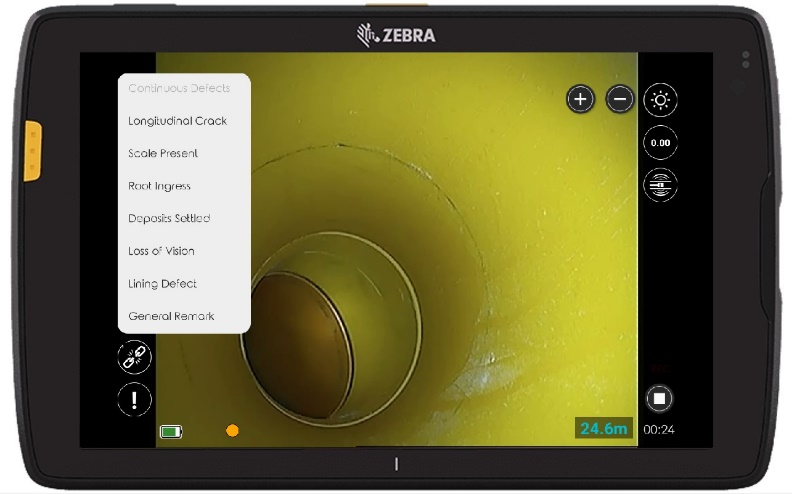 ZEBRA
Continuous Defects
Longitudinal Crack
Scale Present
Root Ingress
Deposits Settled
Loss of Vision
Lining Defect
General Remark
0.00
!
24.6m
00:24